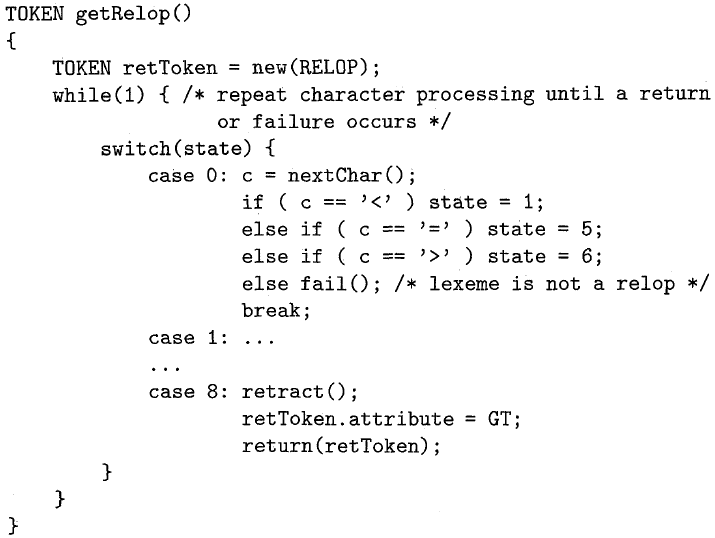 TOKEN getRelop()
{
    TOKEN retToken = new(RELOP);
    while(1) { /* repeat character processing until a return
                  or failure occurs */
        switch(state) {
            case 0: c = nextChar();
                    if ( c == '<' ) state = 1;
                    else if ( c == '=' ) state = 5;
                    else if ( c == '>' ) state = 6;
                    else fail(); /* lexeme is not a relop */
                    break;
            case 1: ...
            ...
            case 8: retract();
                    retToken.attribute = GT;
                    return(retToken);
        }
    }
}